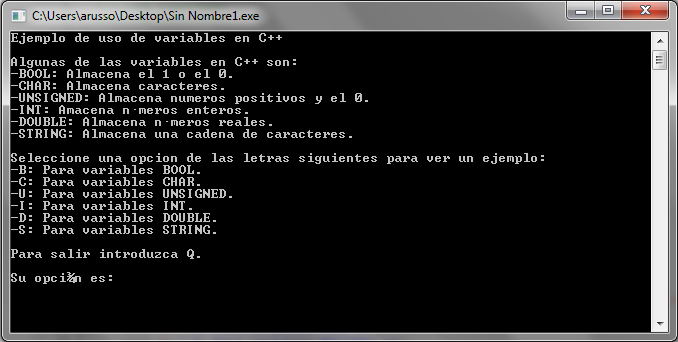 C:\Users\arusso\Desktop\Sin Nombre1.exe
Ejemplo de uso de variables en C++
Algunas de las variables en C++ son:
-BOOL: Almacena el 1 o el 0.
-CHAR: Almacena caracteres.
-UNSIGNED: Almacena numeros positivos y el 0.
-INT: Amacena n·meros enteros.
-DOUBLE: Almacena n·meros reales.
-STRING: Almacena una cadena de caracteres.
Seleccione una opcion de las letras siguientes para ver un ejemplo:
-B: Para variables BOOL.
-C: Para variables CHAR.
-U: Para variables UNSIGNED.
-I: Para variables INT.
-D: Para variables DOUBLE.
-S: Para variables STRING.
Para salir introduzca Q.
Su opci¾n es: